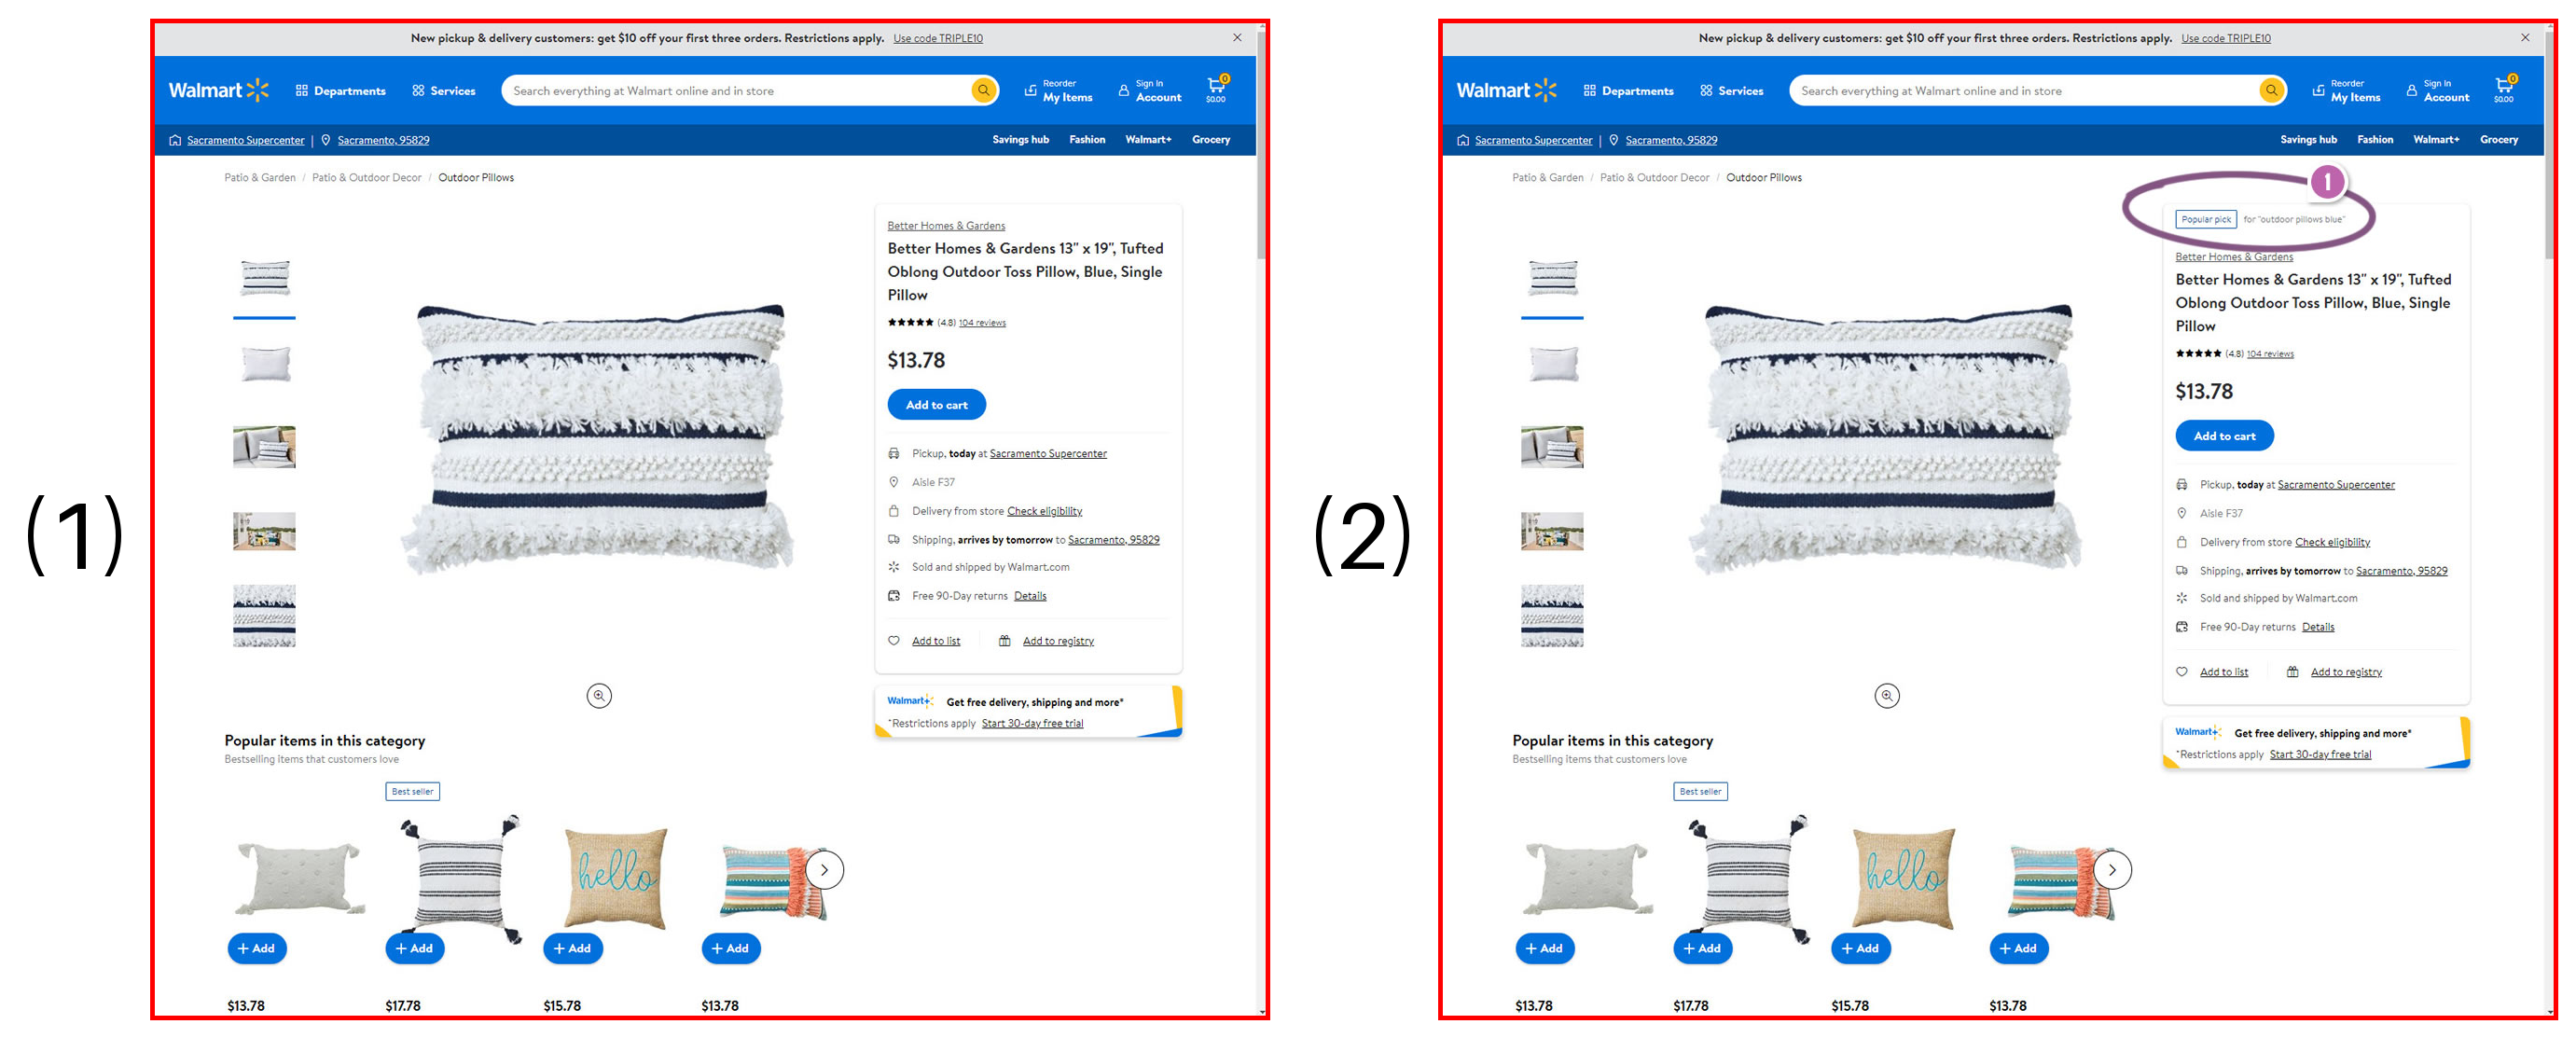 (1)
New pickup & delivery customers: get $10 off your first three orders. Restrictions apply. Use code TRIPLE10
Walmart Departments Services Search everything at Walmart online and in store Reorder My Items Sign In Account 0 $0.00
Sacramento Supercenter | Sacramento, 95829 Savings hub Fashion Walmart+ Grocery
Patio & Garden / Patio & Outdoor Decor / Outdoor Pillows
Better Homes & Gardens
Better Homes & Gardens 13" x 19", Tufted
Oblong Outdoor Toss Pillow, Blue, Single
Pillow
(4.8) 104 reviews
$13.78
Add to cart
Pickup, today at Sacramento Supercenter
Aisle F37
Delivery from store Check eligibility
Shipping, arrives by tomorrow to Sacramento, 95829
Sold and shipped by Walmart.com
Free 90-Day returns Details
Add to list Add to registry
Walmart+ Get free delivery, shipping and more*
*Restrictions apply Start 30-day free trial
Popular items in this category
Bestselling items that customers love
Best seller
hello
+ Add + Add + Add + Add
$13.78 $17.78 $15.78 $13.78
(2)
New pickup & delivery customers: get $10 off your first three orders. Restrictions apply. Use code TRIPLE10
Walmart Departments Services Search everything at Walmart online and in store Reorder My Items Sign In Account 0 $0.00
Sacramento Supercenter | Sacramento, 95829 Savings hub Fashion Walmart+ Grocery
Patio & Garden / Patio & Outdoor Decor / Outdoor Pillows
1
Popular pick for "outdoor pillows blue"
Better Homes & Gardens
Better Homes & Gardens 13" x 19", Tufted
Oblong Outdoor Toss Pillow, Blue, Single
Pillow
(4.8) 104 reviews
$13.78
Add to cart
Pickup, today at Sacramento Supercenter
Aisle F37
Delivery from store Check eligibility
Shipping, arrives by tomorrow to Sacramento, 95829
Sold and shipped by Walmart.com
Free 90-Day returns Details
Add to list Add to registry
Walmart+ Get free delivery, shipping and more*
*Restrictions apply Start 30-day free trial
Popular items in this category
Bestselling items that customers love
Best seller
hello
+ Add + Add + Add + Add
$13.78 $17.78 $15.78 $13.78